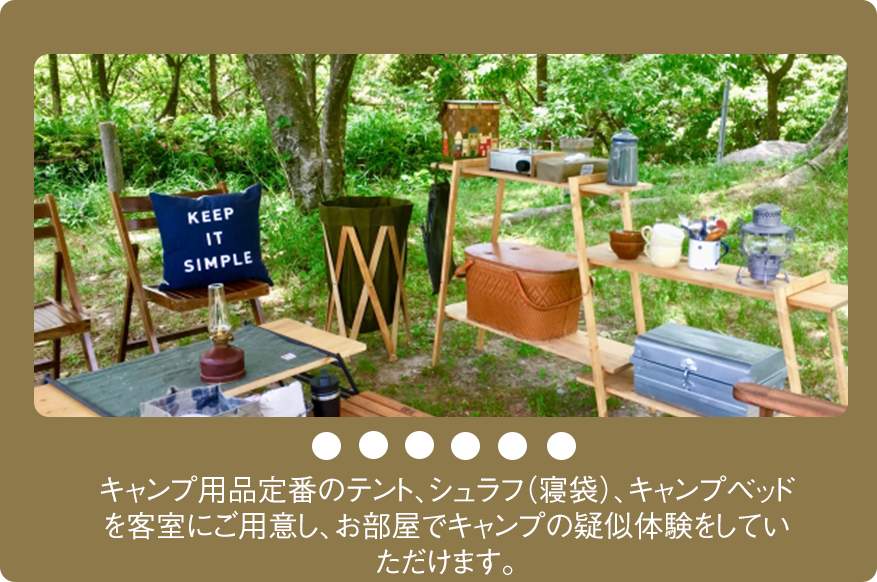 KEEP
IT
SIMPLE
キャンプ用品定番のテント、シュラフ（寝袋）、キャンプベッド
を客室にご用意し、お部屋でキャンプの疑似体験をしてい
ただけます。